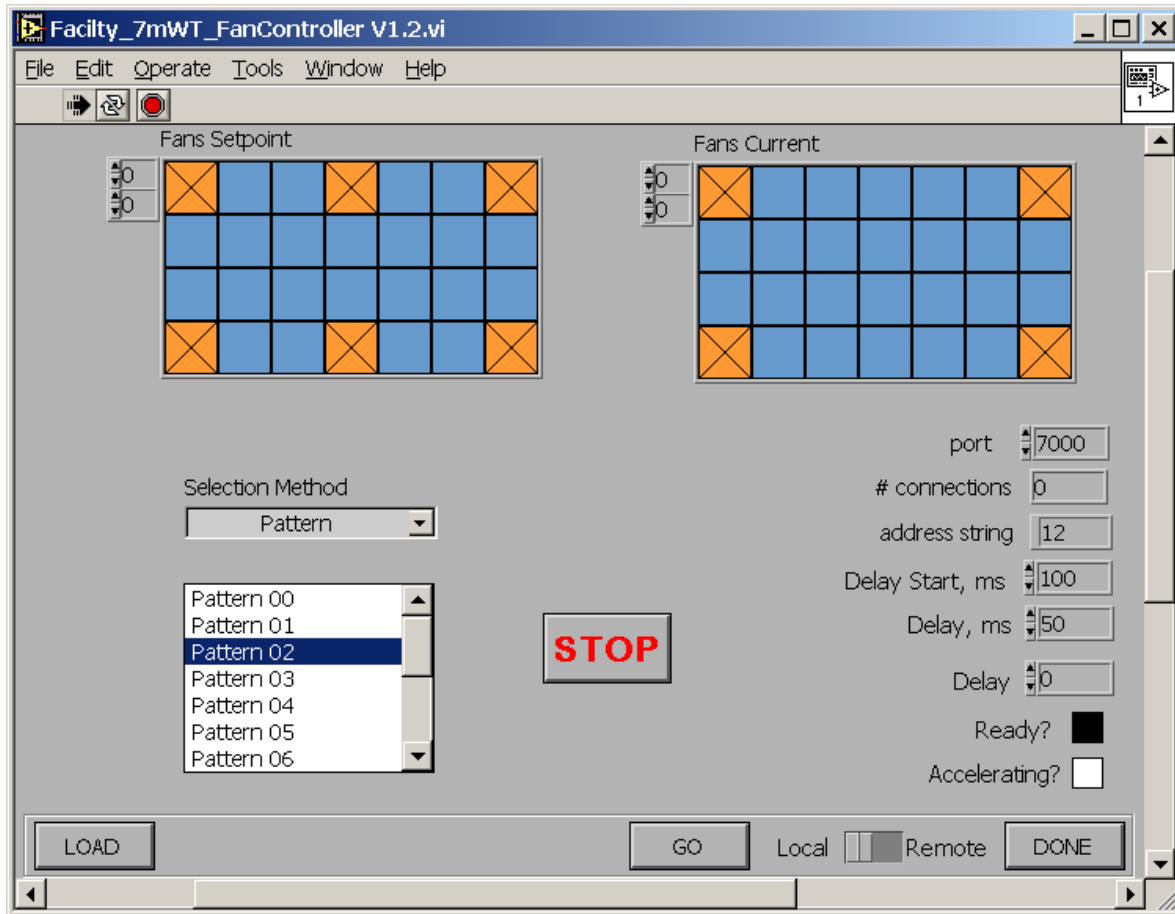 Facilty_7mWT_FanController V1.2.vi
File Edit Operate Tools Window Help
1
Fans Setpoint
0
0
Fans Current
0
0
Selection Method
Pattern
Pattern 00
Pattern 01
Pattern 02
Pattern 03
Pattern 04
Pattern 05
Pattern 06
STOP
port 7000
# connections 0
address string 12
Delay Start, ms 100
Delay, ms 50
Delay 0
Ready?
Accelerating?
LOAD GO Local Remote DONE